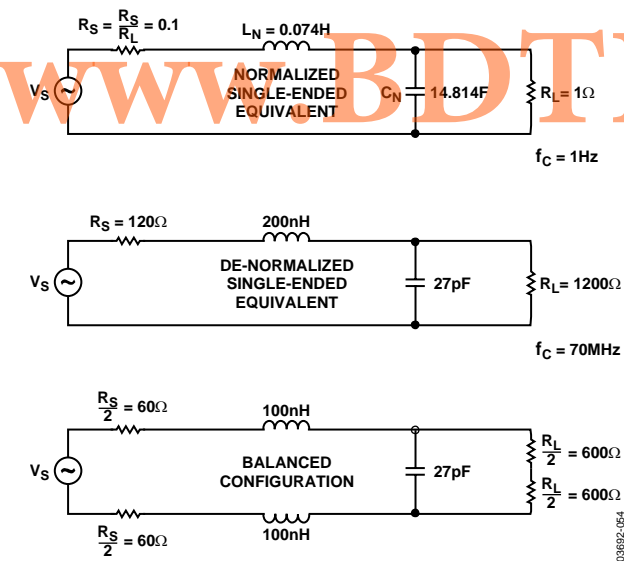 R_S = R_S/R_L = 0.1
L_N = 0.074H
www.BDT
V_S
NORMALIZED
SINGLE-ENDED
EQUIVALENT
C_N
14.814F
R_L = 1Ω
f_C = 1Hz
R_S = 120Ω
200nH
V_S
DE-NORMALIZED
SINGLE-ENDED
EQUIVALENT
27pF
R_L = 1200Ω
f_C = 70MHz
R_S/2 = 60Ω
100nH
V_S
BALANCED
CONFIGURATION
27pF
R_L/2 = 600Ω
R_L/2 = 600Ω
R_S/2 = 60Ω
100nH
03692-054